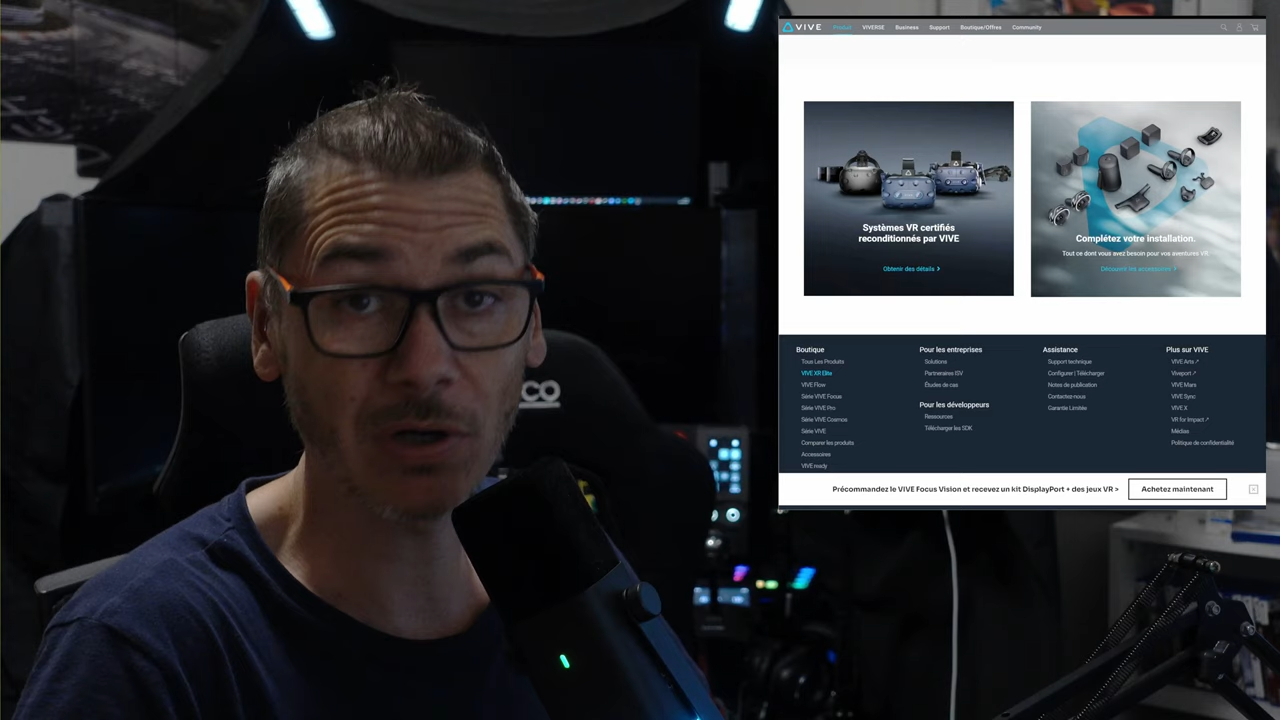 VIVE
Produit VIVERSE Business Support Boutique/Offres Community
Systèmes VR certifiés
reconditionnés par VIVE
Obtenir des détails >
Complétez votre installation.
Tout ce dont vous avez besoin pour vos aventures VR.
Découvrir les accessoires >
Boutique
Tous Les Produits
VIVE XR Elite
VIVE Flow
Série VIVE Focus
Série VIVE Pro
Série VIVE Cosmos
Série VIVE
Comparer les produits
Accessoires
VIVE ready
Pour les entreprises
Solutions
Partneraires ISV
Études de cas
Pour les développeurs
Ressources
Télécharger les SDK
Assistance
Support technique
Configurer | Télécharger
Notes de publication
Contactez-nous
Garantie Limitée
Plus sur VIVE
VIVE Arts ↗
Viveport ↗
VIVE Mars
VIVE Sync
VIVE X
VR for Impact ↗
Médias
Politique de confidentialité
Précommandez le VIVE Focus Vision et recevez un kit DisplayPort + des jeux VR >
Achetez maintenant
CO